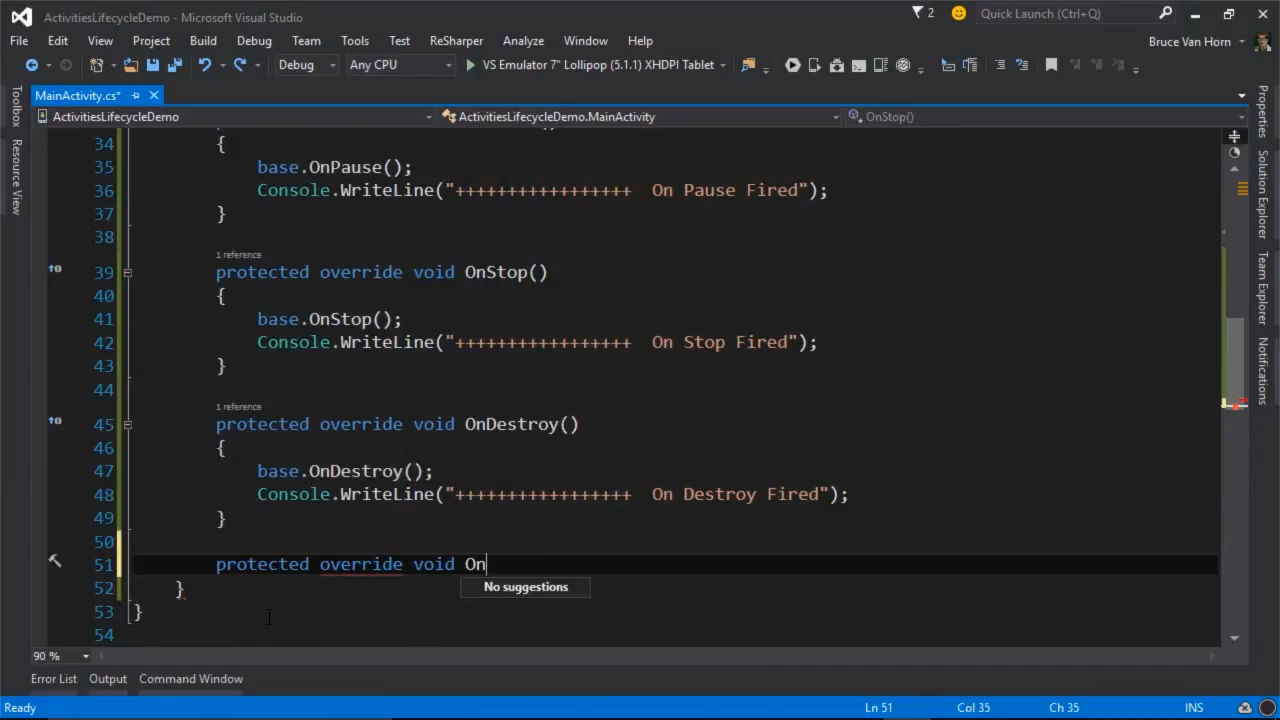 ActivitiesLifecycleDemo - Microsoft Visual Studio
2
Quick Launch (Ctrl+Q)
File Edit View Project Build Debug Team Tools Test ReSharper Analyze Window Help
Bruce Van Horn
Debug Any CPU VS Emulator 7" Lollipop (5.1.1) XHDPI Tablet
MainActivity.cs*
ActivitiesLifecycleDemo ActivitiesLifecycleDemo.MainActivity OnStop()
Toolbox
Resource View
Properties
Solution Explorer
Team Explorer
Notifications
34 {
35 base.OnPause();
36 Console.WriteLine("+++++++++++++++++ On Pause Fired");
37 }
38
1 reference
39 protected override void OnStop()
40 {
41 base.OnStop();
42 Console.WriteLine("+++++++++++++++++ On Stop Fired");
43 }
44
1 reference
45 protected override void OnDestroy()
46 {
47 base.OnDestroy();
48 Console.WriteLine("+++++++++++++++++ On Destroy Fired");
49 }
50
51 protected override void On
No suggestions
52 }
53 }
54
90 %
Error List Output Command Window
Ready Ln 51 Col 35 Ch 35 INS